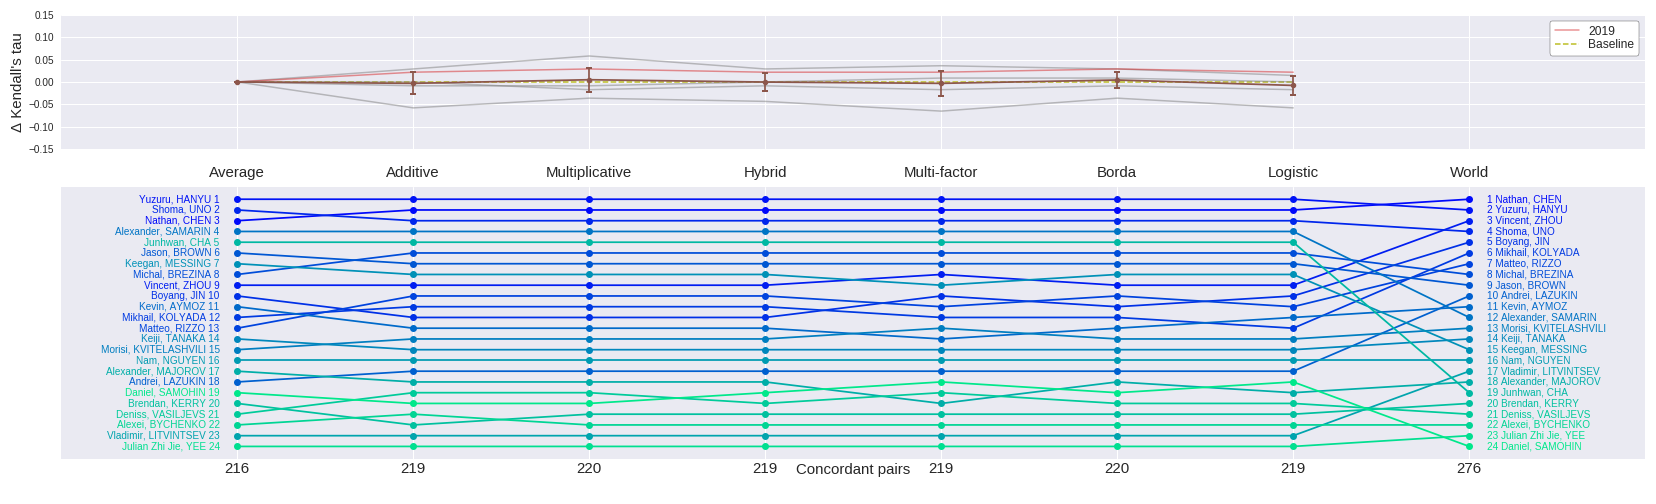 0.15
0.10
0.05
0.00
−0.05
−0.10
−0.15
Δ Kendall's tau
2019
Baseline
Average Additive Multiplicative Hybrid Multi-factor Borda Logistic World
Yuzuru, HANYU 1
Shoma, UNO 2
Nathan, CHEN 3
Alexander, SAMARIN 4
Junhwan, CHA 5
Jason, BROWN 6
Keegan, MESSING 7
Michal, BREZINA 8
Vincent, ZHOU 9
Boyang, JIN 10
Kevin, AYMOZ 11
Mikhail, KOLYADA 12
Matteo, RIZZO 13
Keiji, TANAKA 14
Morisi, KVITELASHVILI 15
Nam, NGUYEN 16
Alexander, MAJOROV 17
Andrei, LAZUKIN 18
Daniel, SAMOHIN 19
Brendan, KERRY 20
Deniss, VASILJEVS 21
Alexei, BYCHENKO 22
Vladimir, LITVINTSEV 23
Julian Zhi Jie, YEE 24
1 Nathan, CHEN
2 Yuzuru, HANYU
3 Vincent, ZHOU
4 Shoma, UNO
5 Boyang, JIN
6 Mikhail, KOLYADA
7 Matteo, RIZZO
8 Michal, BREZINA
9 Jason, BROWN
10 Andrei, LAZUKIN
11 Kevin, AYMOZ
12 Alexander, SAMARIN
13 Morisi, KVITELASHVILI
14 Keiji, TANAKA
15 Keegan, MESSING
16 Nam, NGUYEN
17 Vladimir, LITVINTSEV
18 Alexander, MAJOROV
19 Junhwan, CHA
20 Brendan, KERRY
21 Deniss, VASILJEVS
22 Alexei, BYCHENKO
23 Julian Zhi Jie, YEE
24 Daniel, SAMOHIN
216 219 220 219 219 220 219 276
Concordant pairs